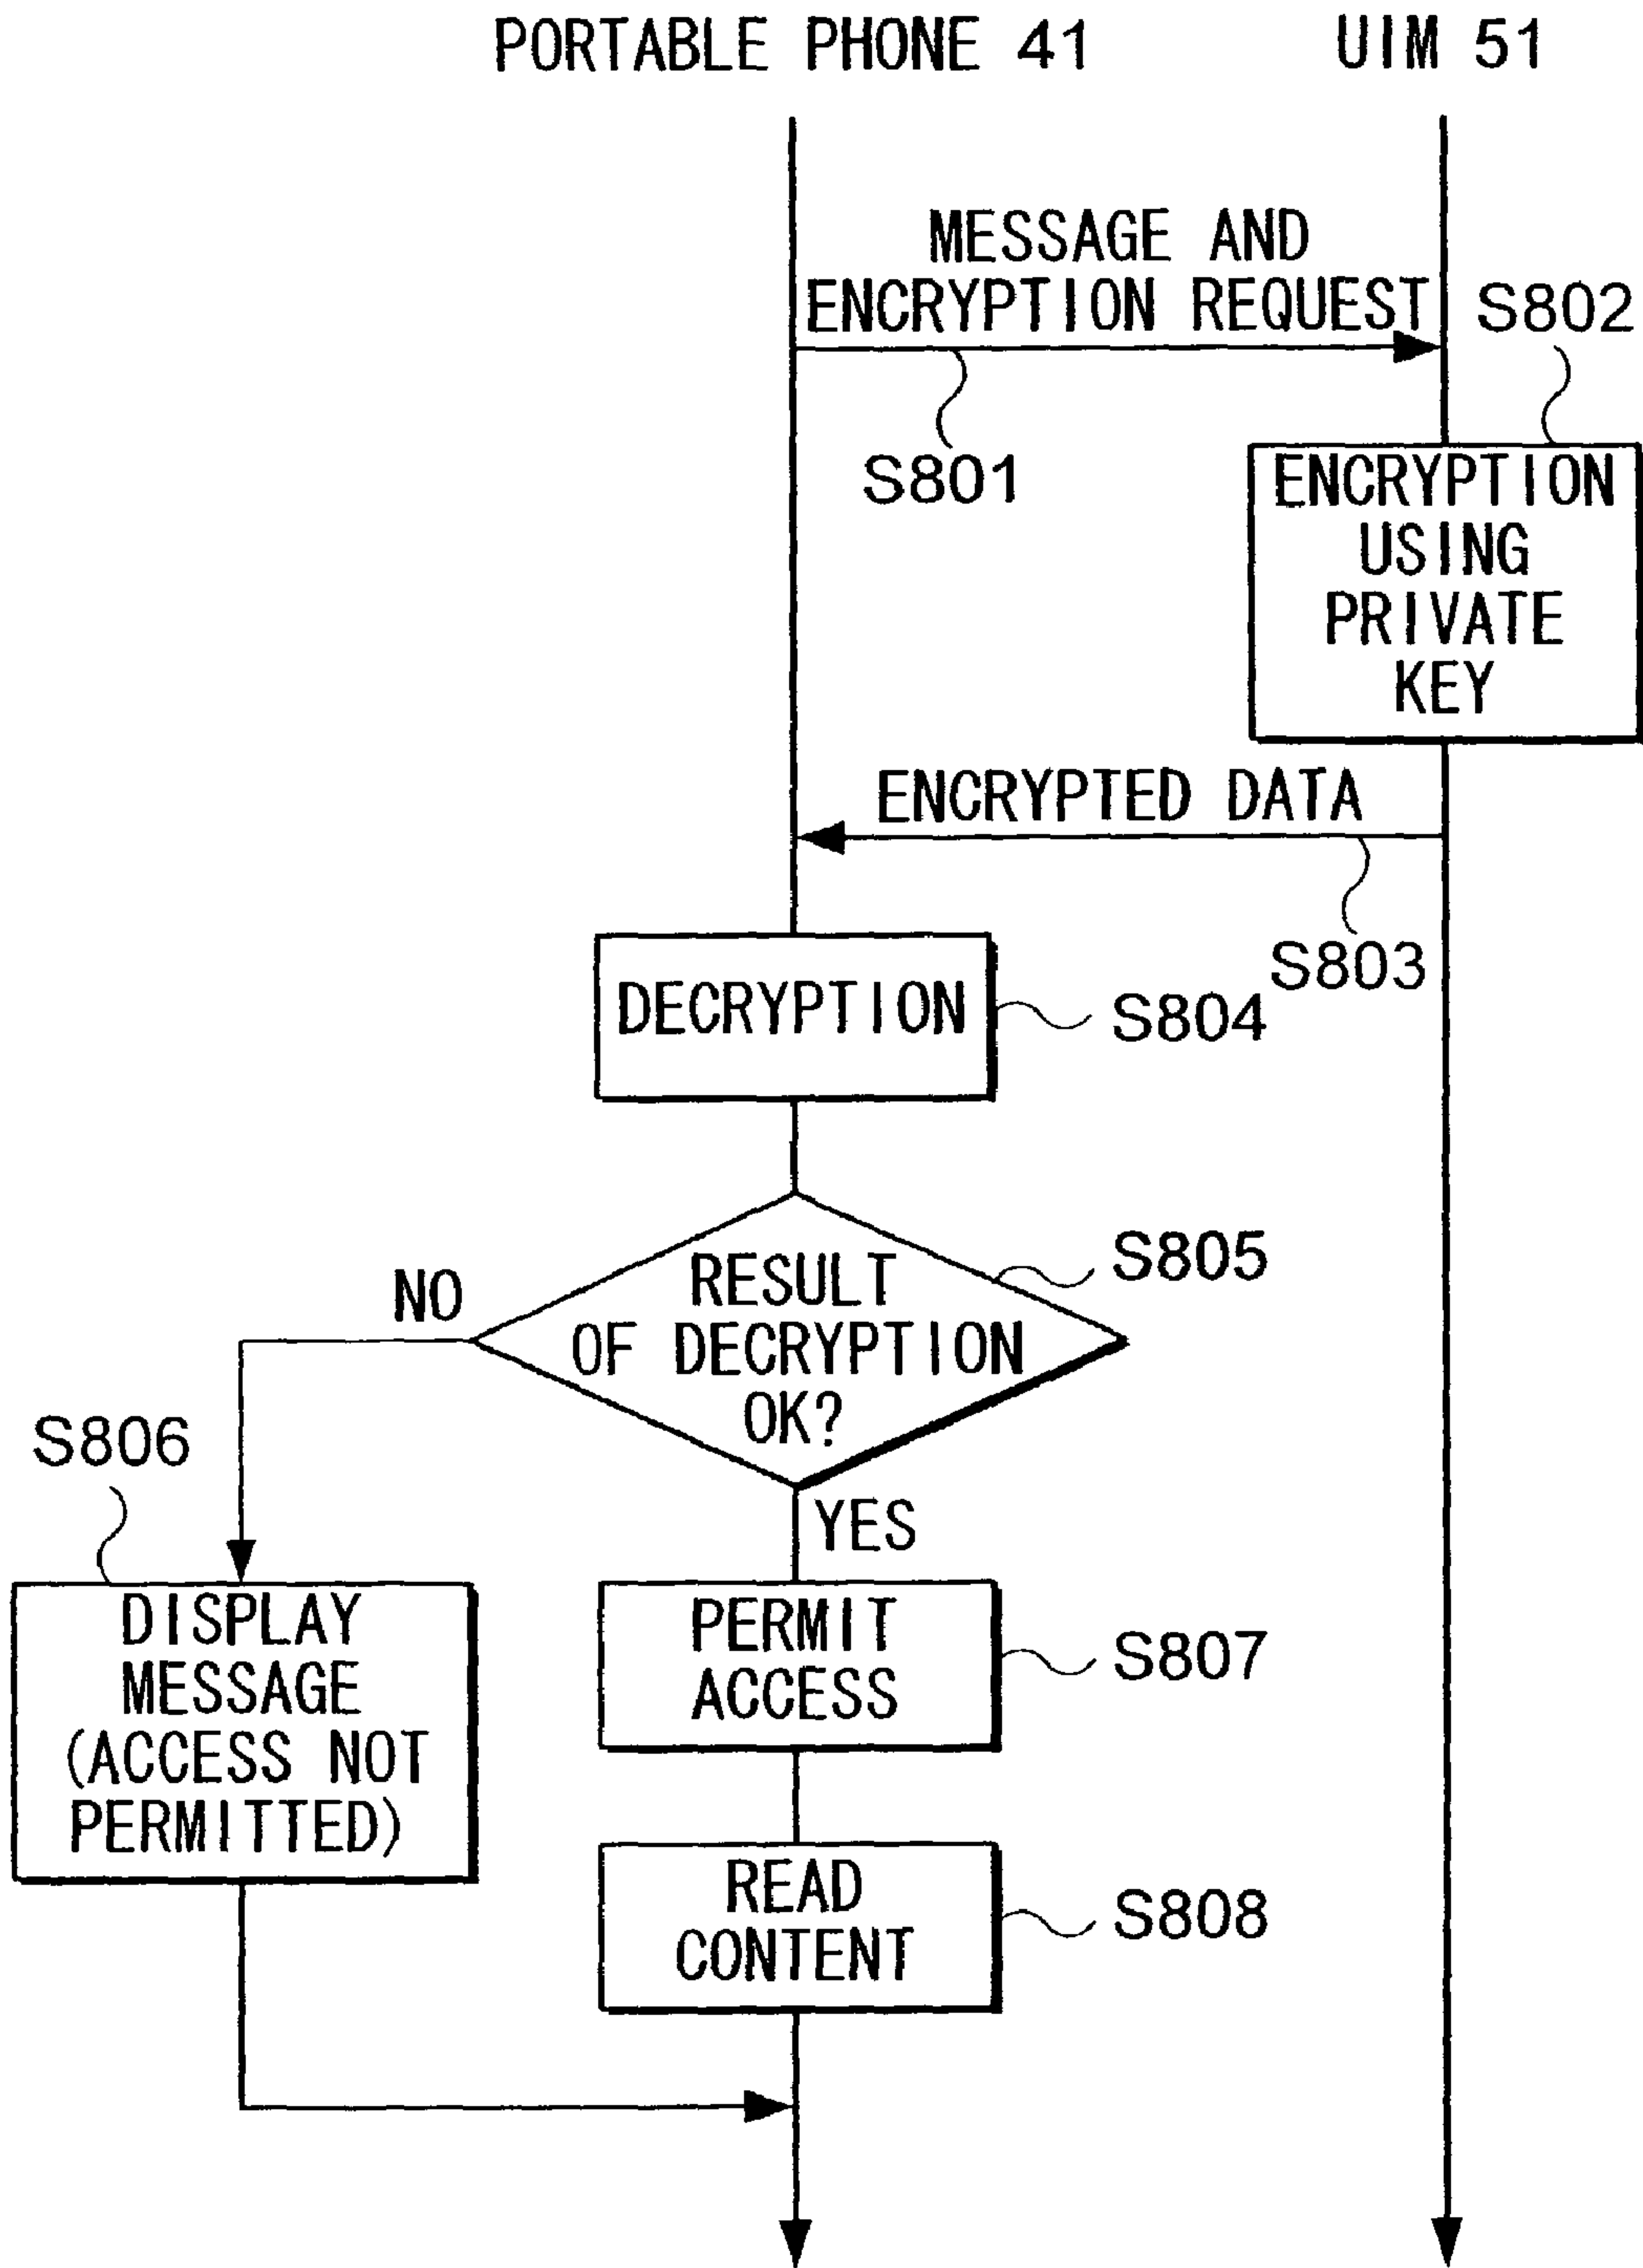 PORTABLE PHONE 41
UIM 51
MESSAGE AND
ENCRYPTION REQUEST
S801
S802
ENCRYPTION
USING
PRIVATE
KEY
ENCRYPTED DATA
S803
DECRYPTION
S804
RESULT
OF DECRYPTION
OK?
S805
NO
YES
S806
DISPLAY
MESSAGE
(ACCESS NOT
PERMITTED)
PERMIT
ACCESS
S807
READ
CONTENT
S808